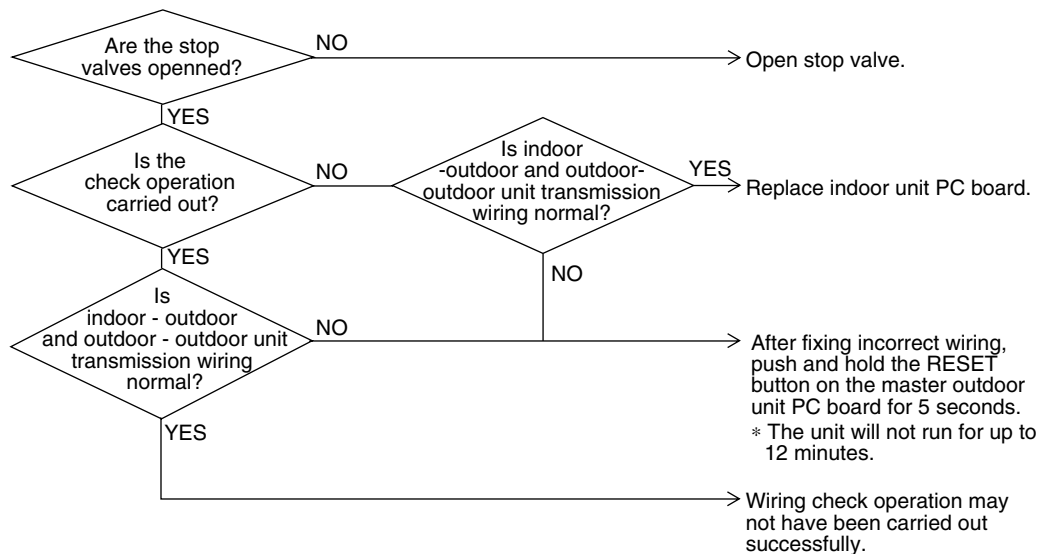 Are the stop
valves openned?
NO
Open stop valve.
YES
Is the
check operation
carried out?
NO
Is indoor
-outdoor and outdoor-
outdoor unit transmission
wiring normal?
YES
Replace indoor unit PC board.
YES
NO
Is
indoor - outdoor
and outdoor - outdoor unit
transmission wiring
normal?
NO
After fixing incorrect wiring,
push and hold the RESET
button on the master outdoor
unit PC board for 5 seconds.
* The unit will not run for up to
12 minutes.
YES
Wiring check operation may
not have been carried out
successfully.